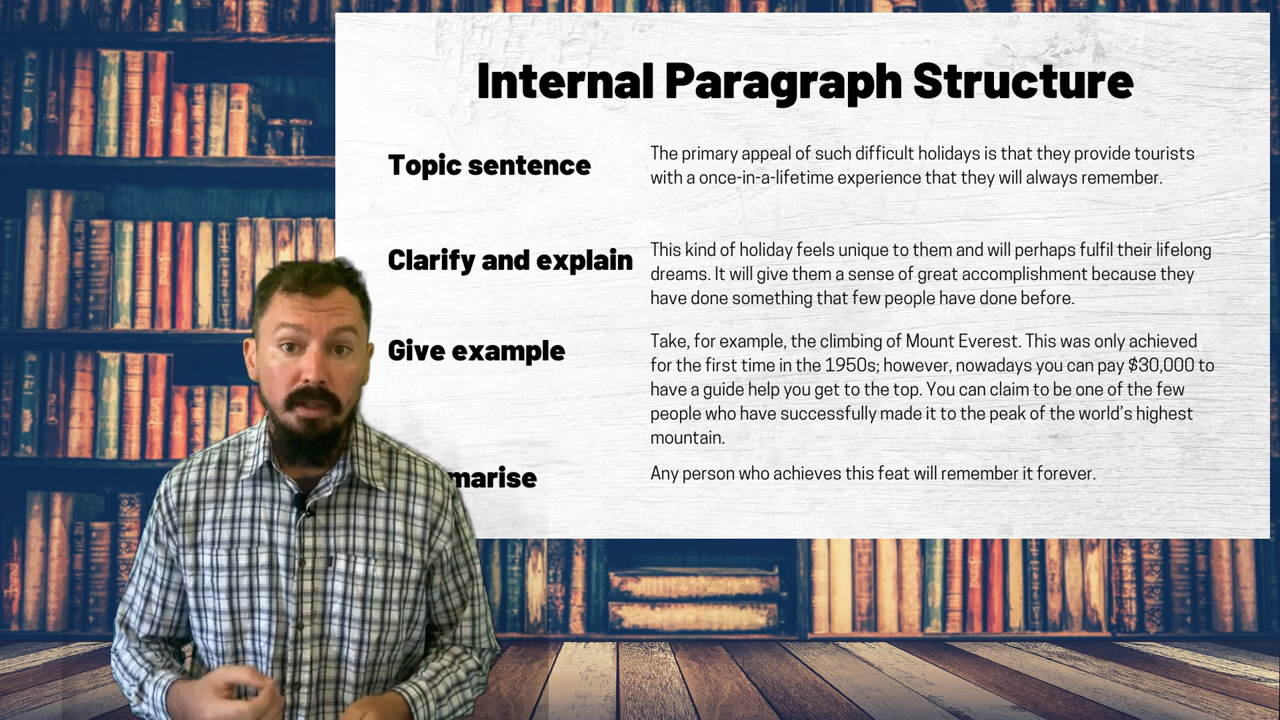 Internal Paragraph Structure
Topic sentence
The primary appeal of such difficult holidays is that they provide tourists
with a once-in-a-lifetime experience that they will always remember.
Clarify and explain
This kind of holiday feels unique to them and will perhaps fulfil their lifelong
dreams. It will give them a sense of great accomplishment because they
have done something that few people have done before.
Give example
Take, for example, the climbing of Mount Everest. This was only achieved
for the first time in the 1950s; however, nowadays you can pay $30,000 to
have a guide help you get to the top. You can claim to be one of the few
people who have successfully made it to the peak of the world's highest
mountain.
marise
Any person who achieves this feat will remember it forever.